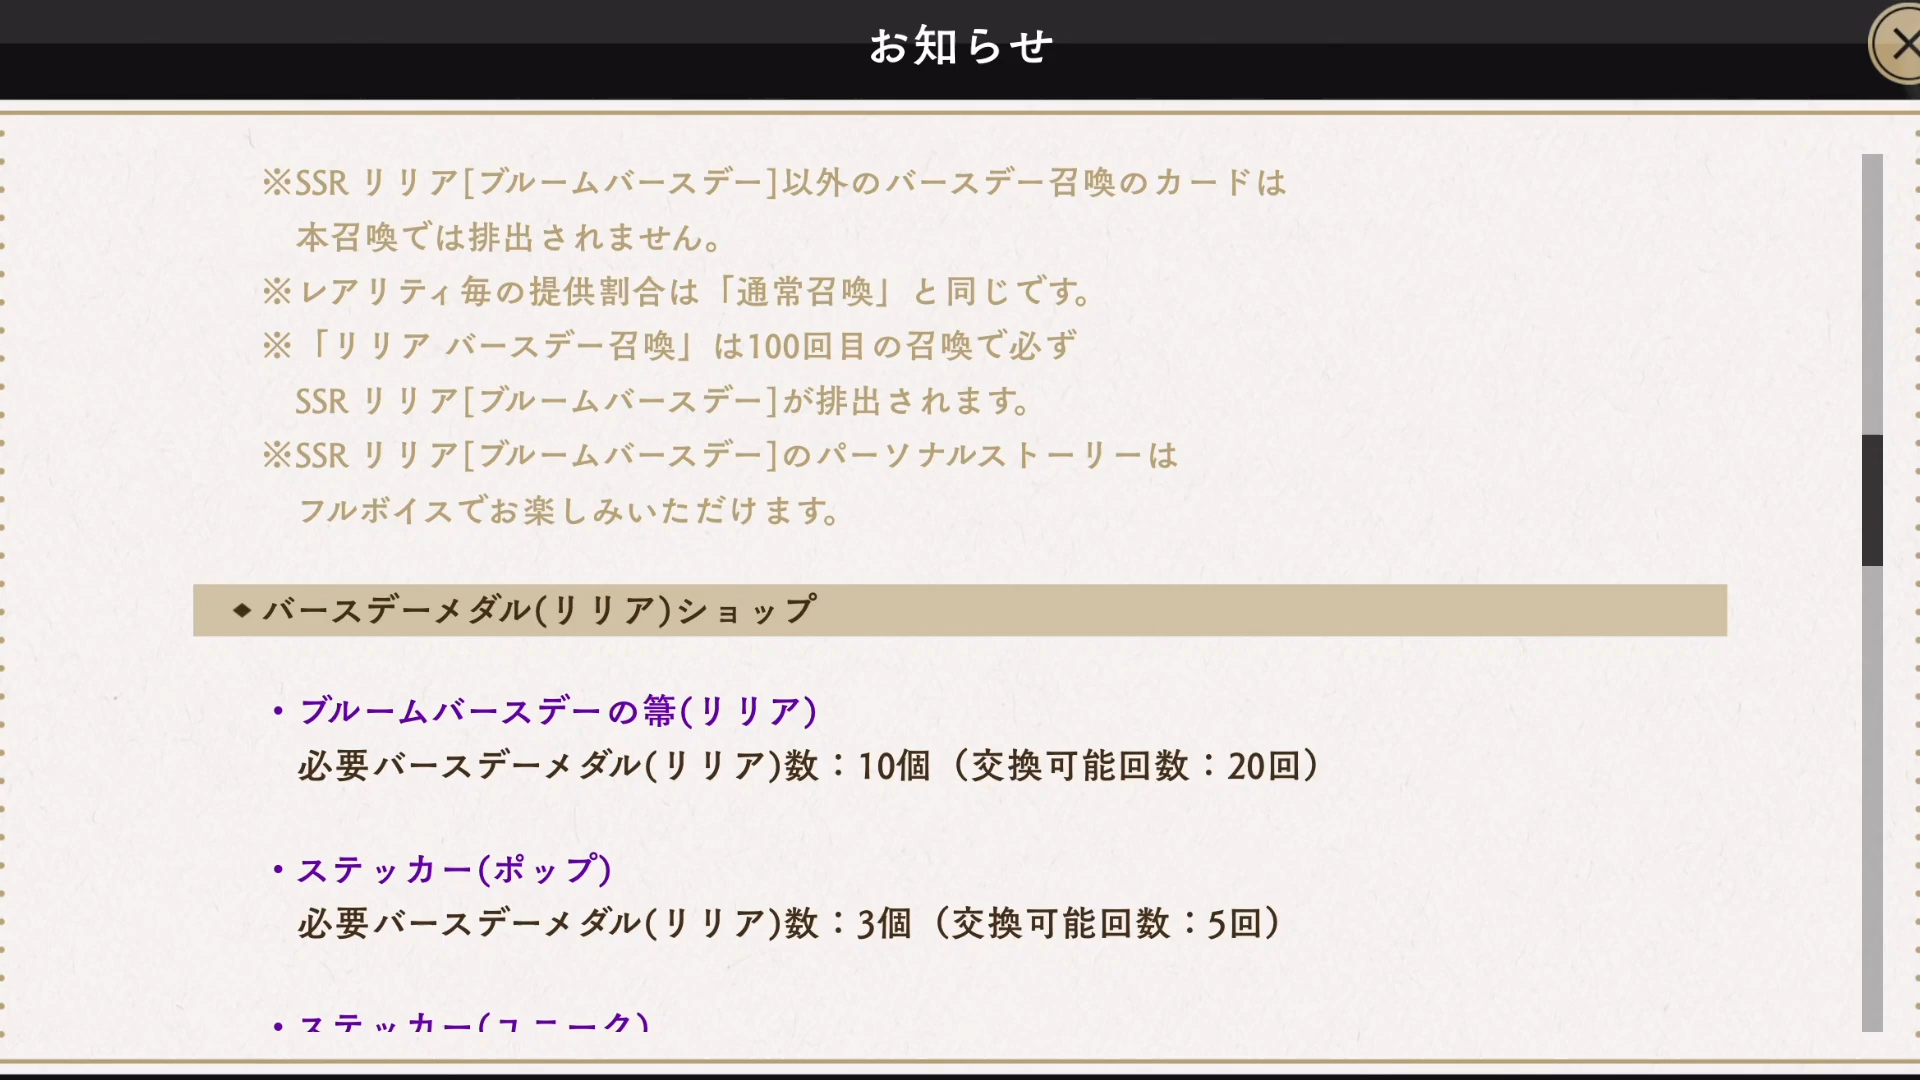 お知らせ
※SSR リリア[ブルームバースデー]以外のバースデー召喚のカードは
本召喚では排出されません。
※レアリティ毎の提供割合は「通常召喚」と同じです。
※「リリア バースデー召喚」は100回目の召喚で必ず
SSR リリア[ブルームバースデー]が排出されます。
※SSR リリア[ブルームバースデー]のパーソナルストーリーは
フルボイスでお楽しみいただけます。
◆バースデーメダル(リリア)ショップ
・ブルームバースデーの箒(リリア)
必要バースデーメダル(リリア)数：10個（交換可能回数：20回）
・ステッカー(ポップ)
必要バースデーメダル(リリア)数：3個（交換可能回数：5回）
・ステッカー(ユニーク)